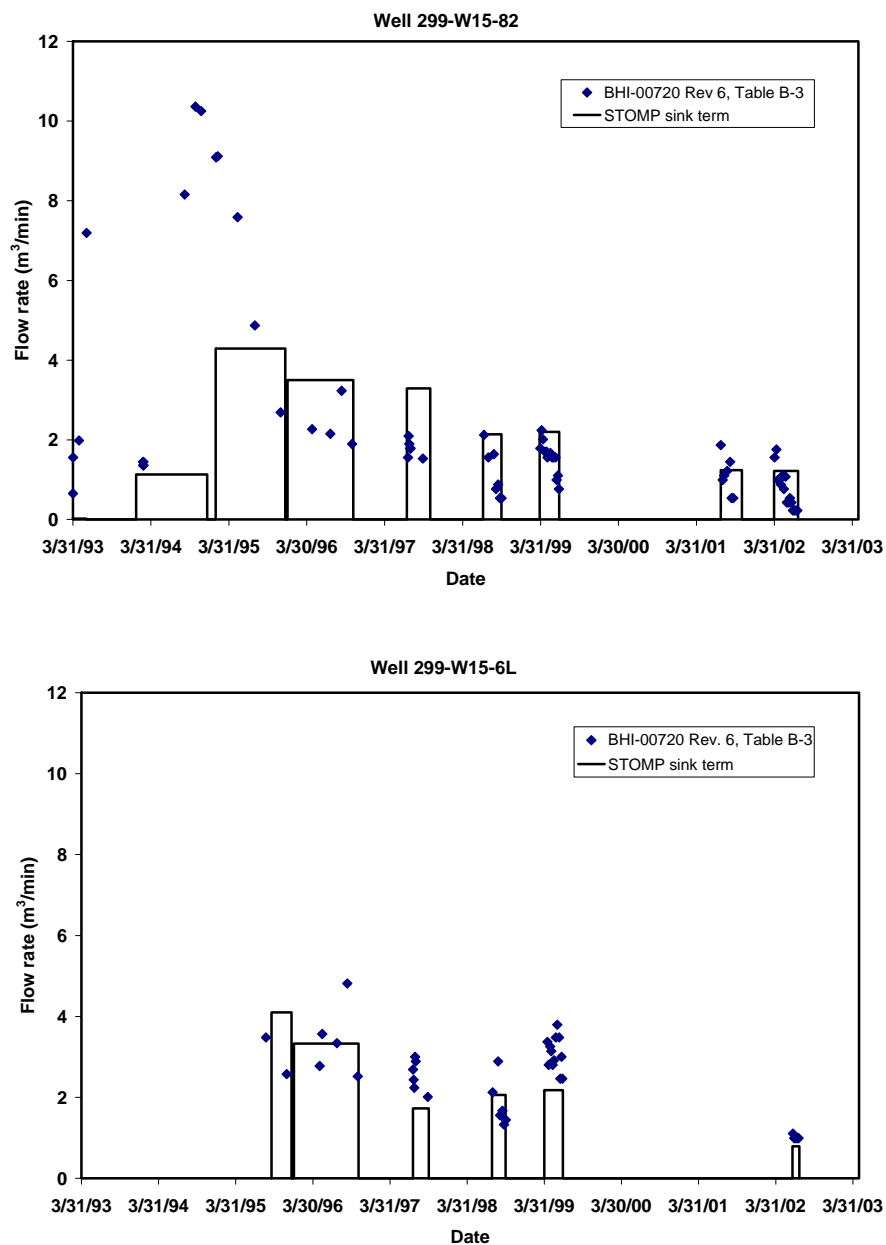 Well 299-W15-82
12
10
8
6
4
2
0
Flow rate (m³/min)
BHI-00720 Rev 6, Table B-3
STOMP sink term
3/31/93 3/31/94 3/31/95 3/30/96 3/31/97 3/31/98 3/31/99 3/30/00 3/31/01 3/31/02 3/31/03
Date
Well 299-W15-6L
12
10
8
6
4
2
0
Flow rate (m³/min)
BHI-00720 Rev. 6, Table B-3
STOMP sink term
3/31/93 3/31/94 3/31/95 3/30/96 3/31/97 3/31/98 3/31/99 3/30/00 3/31/01 3/31/02 3/31/03
Date